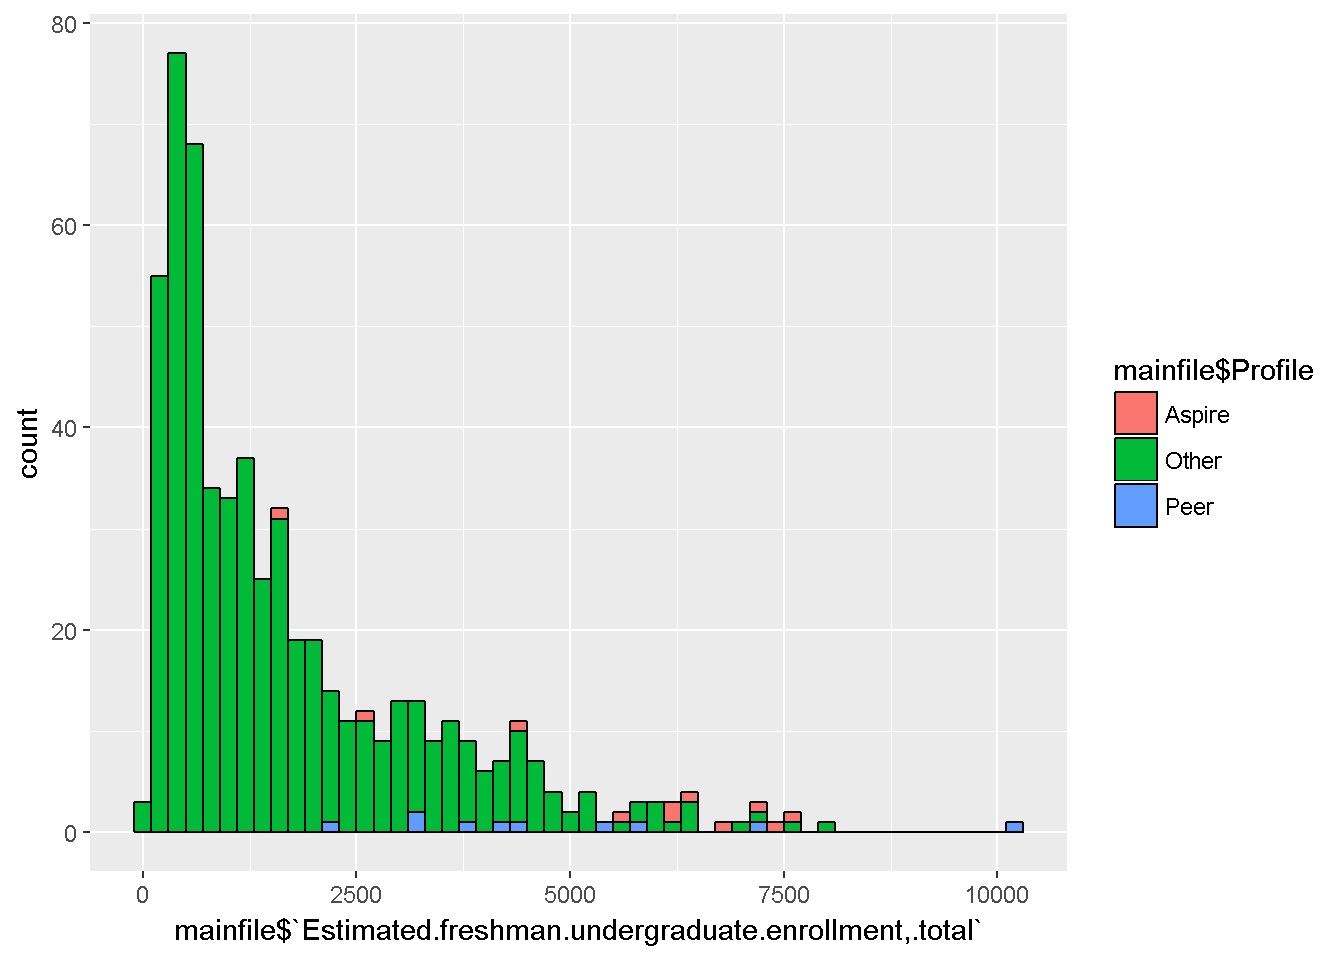 80
60
40
20
0
count
0
2500
5000
7500
10000
mainfile$`Estimated.freshman.undergraduate.enrollment,.total`
mainfile$Profile
Aspire
Other
Peer